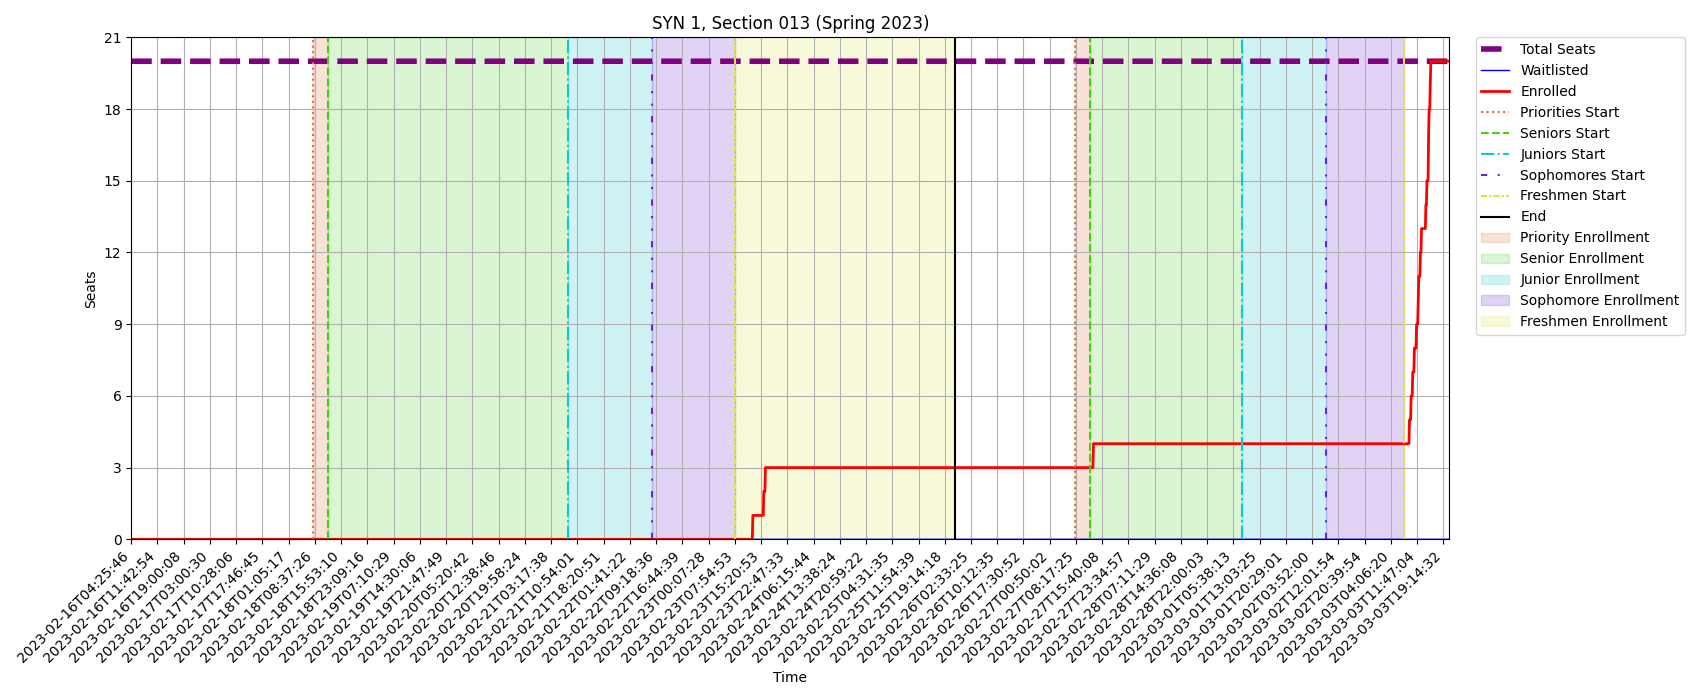 SYN 1, Section 013 (Spring 2023)
21
18
15
12
9
6
3
0
Seats
2023-02-16T04:25:46
2023-02-16T11:42:54
2023-02-16T19:00:08
2023-02-17T03:00:30
2023-02-17T10:28:06
2023-02-17T17:46:45
2023-02-18T01:05:17
2023-02-18T08:37:26
2023-02-18T15:53:10
2023-02-18T23:09:16
2023-02-19T07:10:29
2023-02-19T14:30:06
2023-02-19T21:47:49
2023-02-20T05:20:42
2023-02-20T12:38:46
2023-02-20T19:58:24
2023-02-21T03:17:38
2023-02-21T10:54:01
2023-02-21T18:20:51
2023-02-22T01:41:22
2023-02-22T09:18:36
2023-02-22T16:44:39
2023-02-23T00:07:28
2023-02-23T07:54:53
2023-02-23T15:20:53
2023-02-23T22:47:33
2023-02-24T06:15:44
2023-02-24T13:38:24
2023-02-24T20:59:22
2023-02-25T04:31:35
2023-02-25T11:54:39
2023-02-25T19:14:18
2023-02-26T02:33:25
2023-02-26T10:12:35
2023-02-26T17:30:52
2023-02-27T00:50:02
2023-02-27T08:17:25
2023-02-27T15:40:08
2023-02-27T23:34:57
2023-02-28T07:11:29
2023-02-28T14:36:08
2023-02-28T22:00:03
2023-03-01T05:38:13
2023-03-01T13:03:25
2023-03-01T20:29:01
2023-03-02T03:52:00
2023-03-02T12:01:54
2023-03-02T20:39:54
2023-03-03T04:06:20
2023-03-03T11:47:04
2023-03-03T19:14:32
Time
Total Seats
Waitlisted
Enrolled
Priorities Start
Seniors Start
Juniors Start
Sophomores Start
Freshmen Start
End
Priority Enrollment
Senior Enrollment
Junior Enrollment
Sophomore Enrollment
Freshmen Enrollment